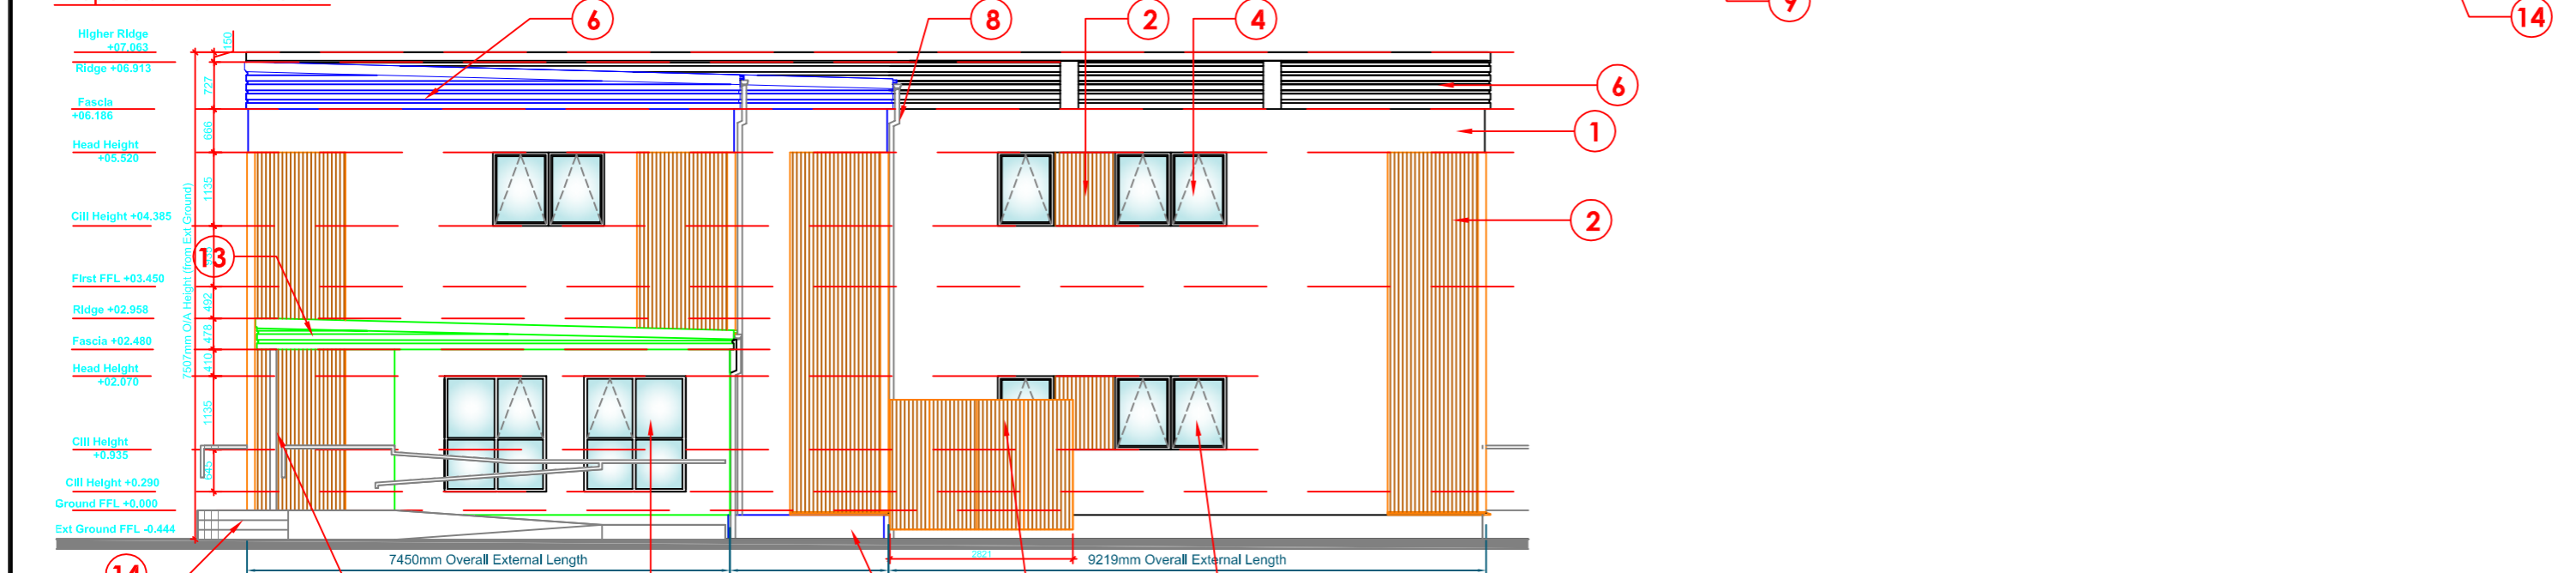 6
8
2
4
9
14
Higher Ridge
+07.063
150
Ridge +06.913
727
6
Fascia
+06.186
666
1
Head Height
+05.520
1135
Cill Height +04.385
2
7507mm O/A Height (from Ext Ground)
13
First FFL +03.450
492
Ridge +02.958
478
Fascia +02.480
410
Head Height
+02.070
1135
Cill Height
+0.935
645
Cill Height +0.290
Ground FFL +0.000
Ext Ground FFL -0.444
14
7450mm Overall External Length
2821
9219mm Overall External Length